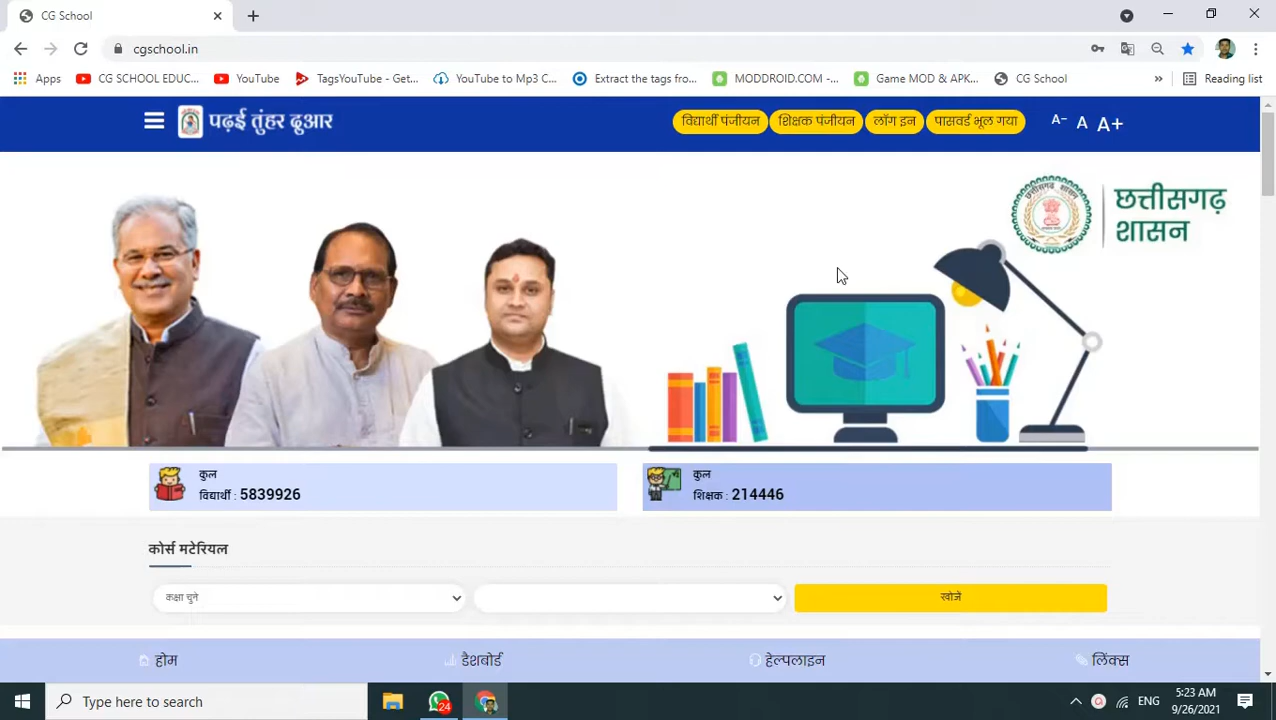 CG School
cgschool.in
Apps
CG SCHOOL EDUC...
YouTube
TagsYouTube - Get...
YouTube to Mp3 C...
Extract the tags fro...
MODDROID.COM -...
Game MOD & APK...
CG School
»
Reading list
पढ़ई तुंहर दुआर
विद्यार्थी पंजीयन
शिक्षक पंजीयन
लॉग इन
पासवर्ड भूल गया
A-
A
A+
छत्तीसगढ़
शासन
कुल
विद्यार्थी : 5839926
कुल
शिक्षक : 214446
कोर्स मटेरियल
कक्षा चुने
खोजें
होम
डैशबोर्ड
हेल्पलाइन
लिंक्स
Type here to search
24
ENG
5:23 AM
9/26/2021